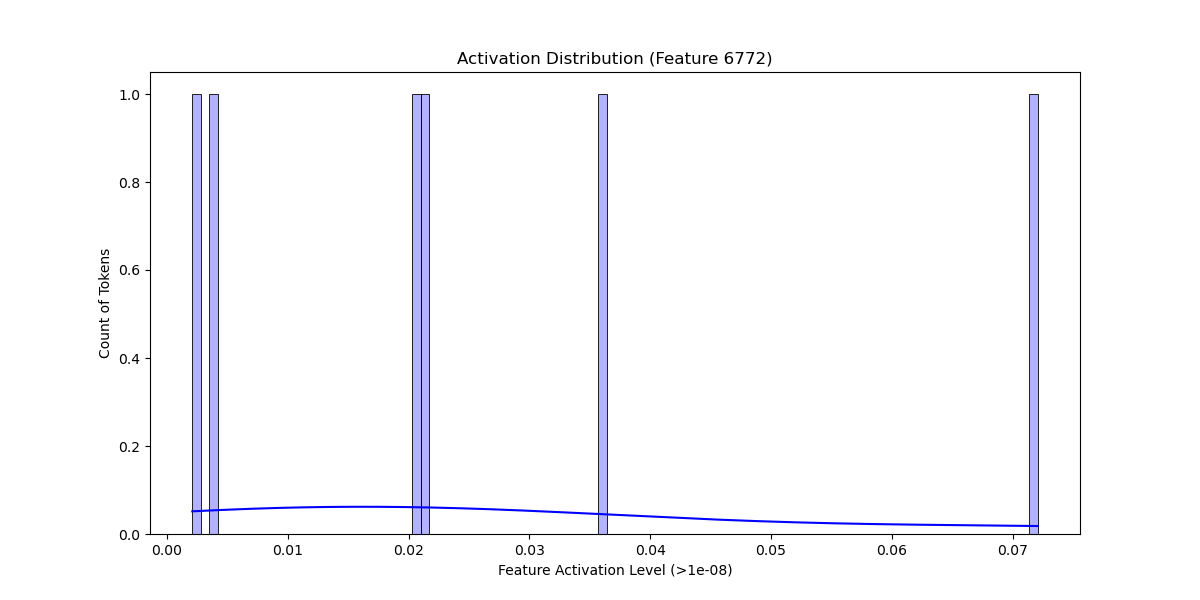 Activation Distribution (Feature 6772)
Count of Tokens
1.0
0.8
0.6
0.4
0.2
0.0
0.00 0.01 0.02 0.03 0.04 0.05 0.06 0.07
Feature Activation Level (>1e-08)